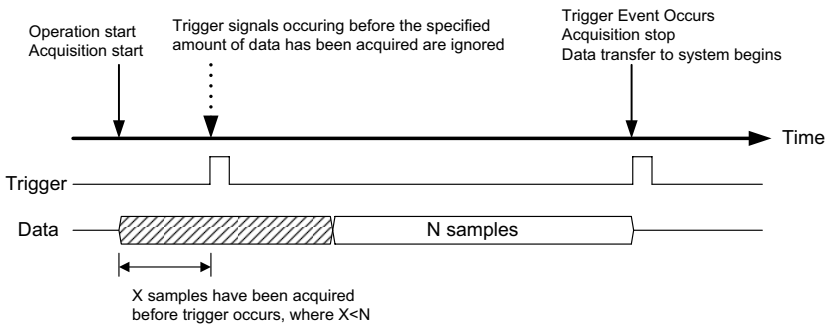 Operation start
Acquisition start
Trigger signals occuring before the specified
amount of data has been acquired are ignored
Trigger Event Occurs
Acquisition stop
Data transfer to system begins
Time
Trigger
Data
N samples
X samples have been acquired
before trigger occurs, where X<N